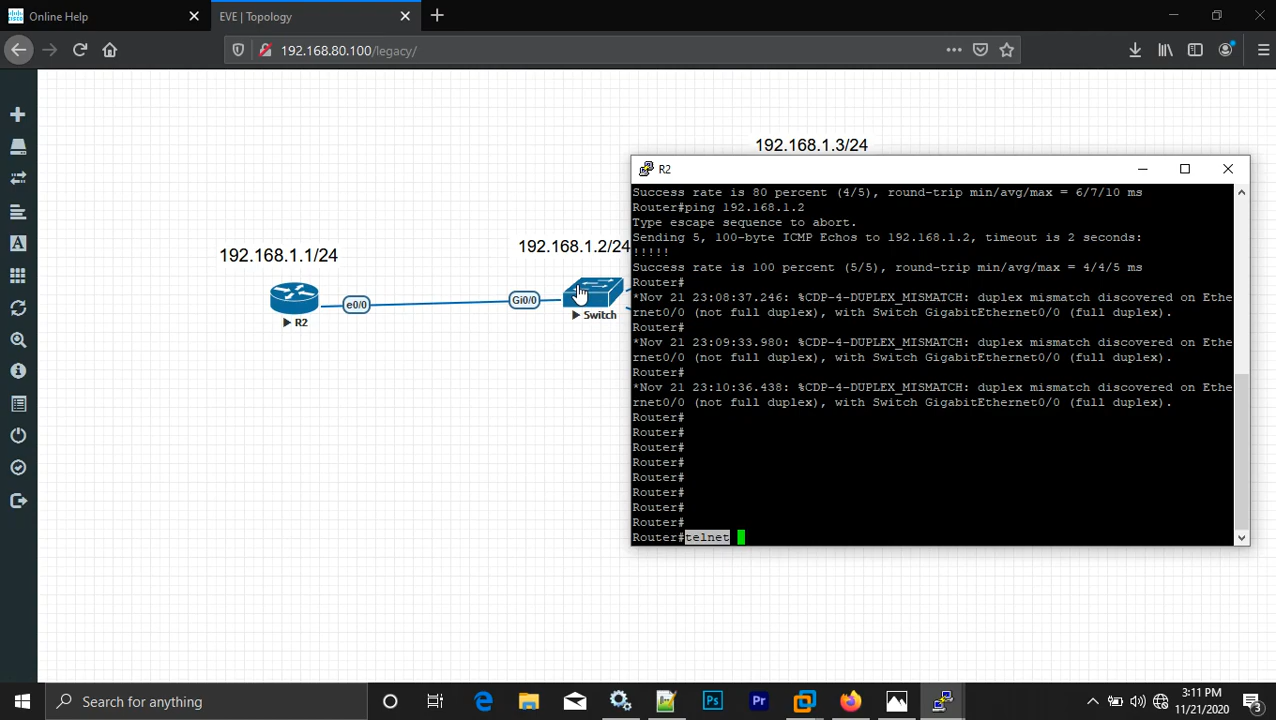 Online Help
EVE | Topology
192.168.80.100/legacy/
192.168.1.3/24
192.168.1.1/24
192.168.1.2/24
R2
e0/0
Gi0/0
Switch
R2
Success rate is 80 percent (4/5), round-trip min/avg/max = 6/7/10 ms
Router#ping 192.168.1.2
Type escape sequence to abort.
Sending 5, 100-byte ICMP Echos to 192.168.1.2, timeout is 2 seconds:
!!!!!
Success rate is 100 percent (5/5), round-trip min/avg/max = 4/4/5 ms
Router#
*Nov 21 23:08:37.246: %CDP-4-DUPLEX_MISMATCH: duplex mismatch discovered on Ethe
rnet0/0 (not full duplex), with Switch GigabitEthernet0/0 (full duplex).
Router#
*Nov 21 23:09:33.980: %CDP-4-DUPLEX_MISMATCH: duplex mismatch discovered on Ethe
rnet0/0 (not full duplex), with Switch GigabitEthernet0/0 (full duplex).
Router#
*Nov 21 23:10:36.438: %CDP-4-DUPLEX_MISMATCH: duplex mismatch discovered on Ethe
rnet0/0 (not full duplex), with Switch GigabitEthernet0/0 (full duplex).
Router#
Router#
Router#
Router#
Router#
Router#
Router#
Router#
Router#telnet
Search for anything
Ps
Pr
3:11 PM
11/21/2020
3